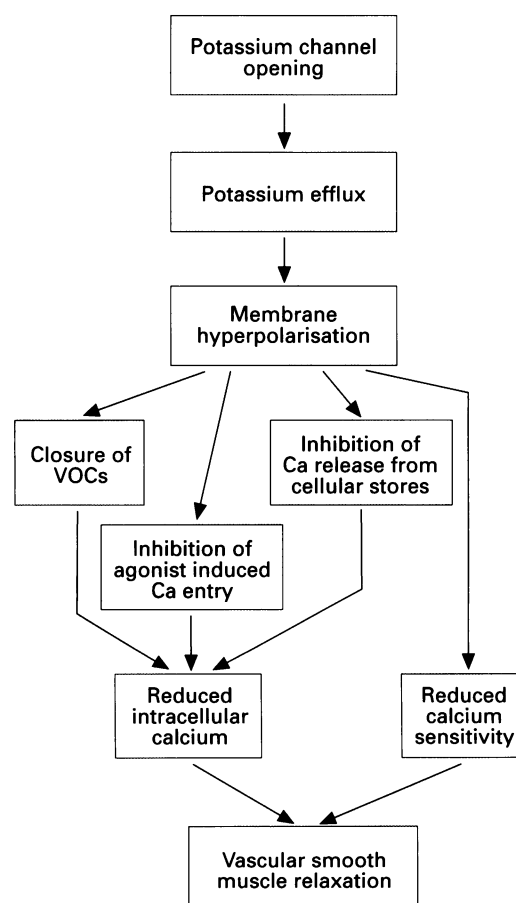 Potassium channel
opening
Potassium efflux
Membrane
hyperpolarisation
Closure of
VOCs
Inhibition of
Ca release from
cellular stores
Inhibition of
agonist induced
Ca entry
Reduced
intracellular
calcium
Reduced
calcium
sensitivity
Vascular smooth
muscle relaxation